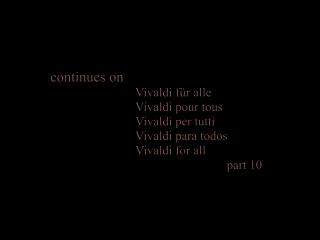 continues on
Vivaldi für alle
Vivaldi pour tous
Vivaldi per tutti
Vivaldi para todos
Vivaldi for all
part 10